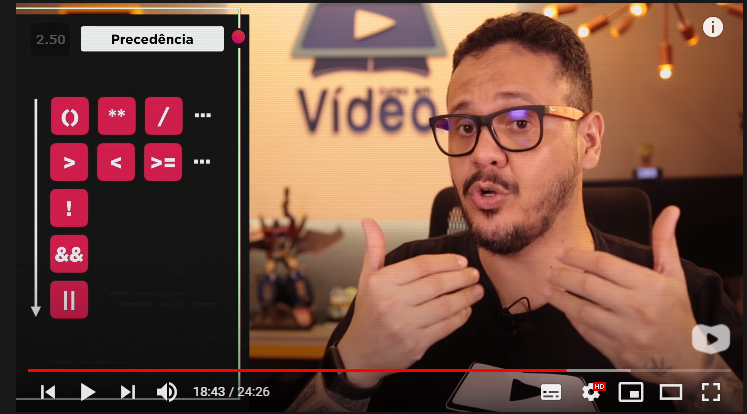 2.50 Precedência
() ** / ...
> < >= ...
!
&&
||
Vídeo
i
18:43 / 24:26
HD